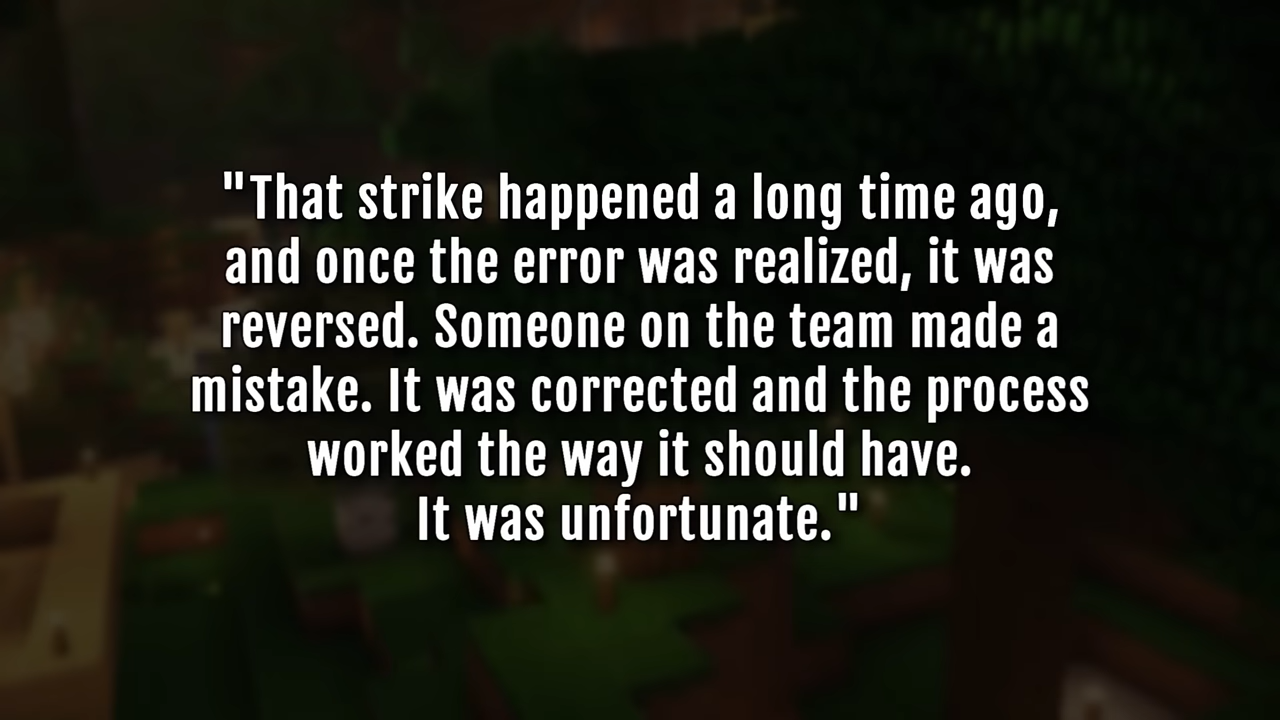 "That strike happened a long time ago,
and once the error was realized, it was
reversed. Someone on the team made a
mistake. It was corrected and the process
worked the way it should have.
It was unfortunate."